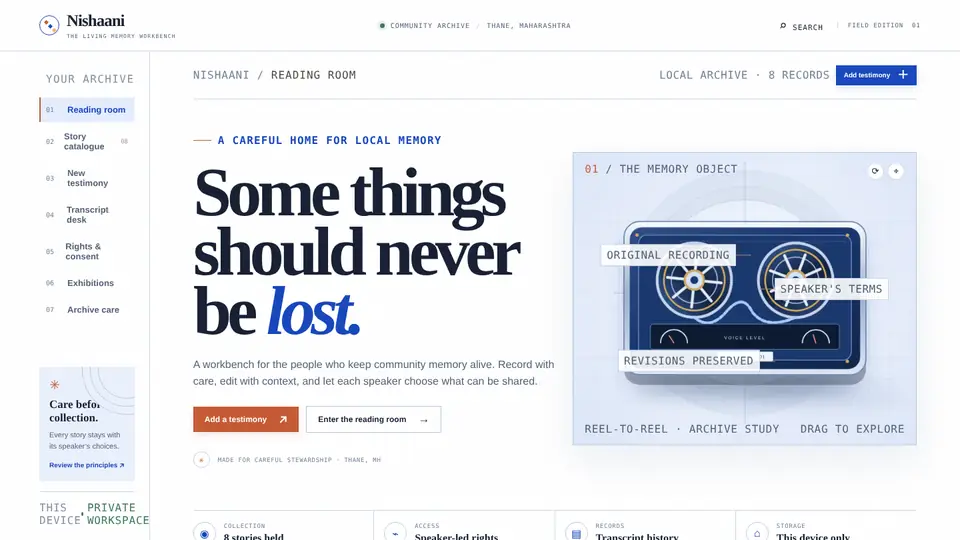 Nishaani
THE LIVING MEMORY WORKBENCH
COMMUNITY ARCHIVE / THANE, MAHARASHTRA
SEARCH
FIELD EDITION 01
YOUR ARCHIVE
01 Reading room
02 Story catalogue 08
03 New testimony
04 Transcript desk
05 Rights & consent
06 Exhibitions
07 Archive care
Care before collection.
Every story stays with
its speaker's choices.
Review the principles ↗
THIS DEVICE
PRIVATE WORKSPACE
NISHAANI / READING ROOM
LOCAL ARCHIVE · 8 RECORDS
Add testimony +
A CAREFUL HOME FOR LOCAL MEMORY
Some things
should never
be lost.
A workbench for the people who keep community memory alive. Record with
care, edit with context, and let each speaker choose what can be shared.
Add a testimony ↗
Enter the reading room →
MADE FOR CAREFUL STEWARDSHIP · THANE, MH
01 / THE MEMORY OBJECT
ORIGINAL RECORDING
SPEAKER'S TERMS
VOICE LEVEL
REVISIONS PRESERVED
REEL-TO-REEL · ARCHIVE STUDY
DRAG TO EXPLORE
COLLECTION
8 stories held
ACCESS
Speaker-led rights
RECORDS
Transcript history
STORAGE
This device only